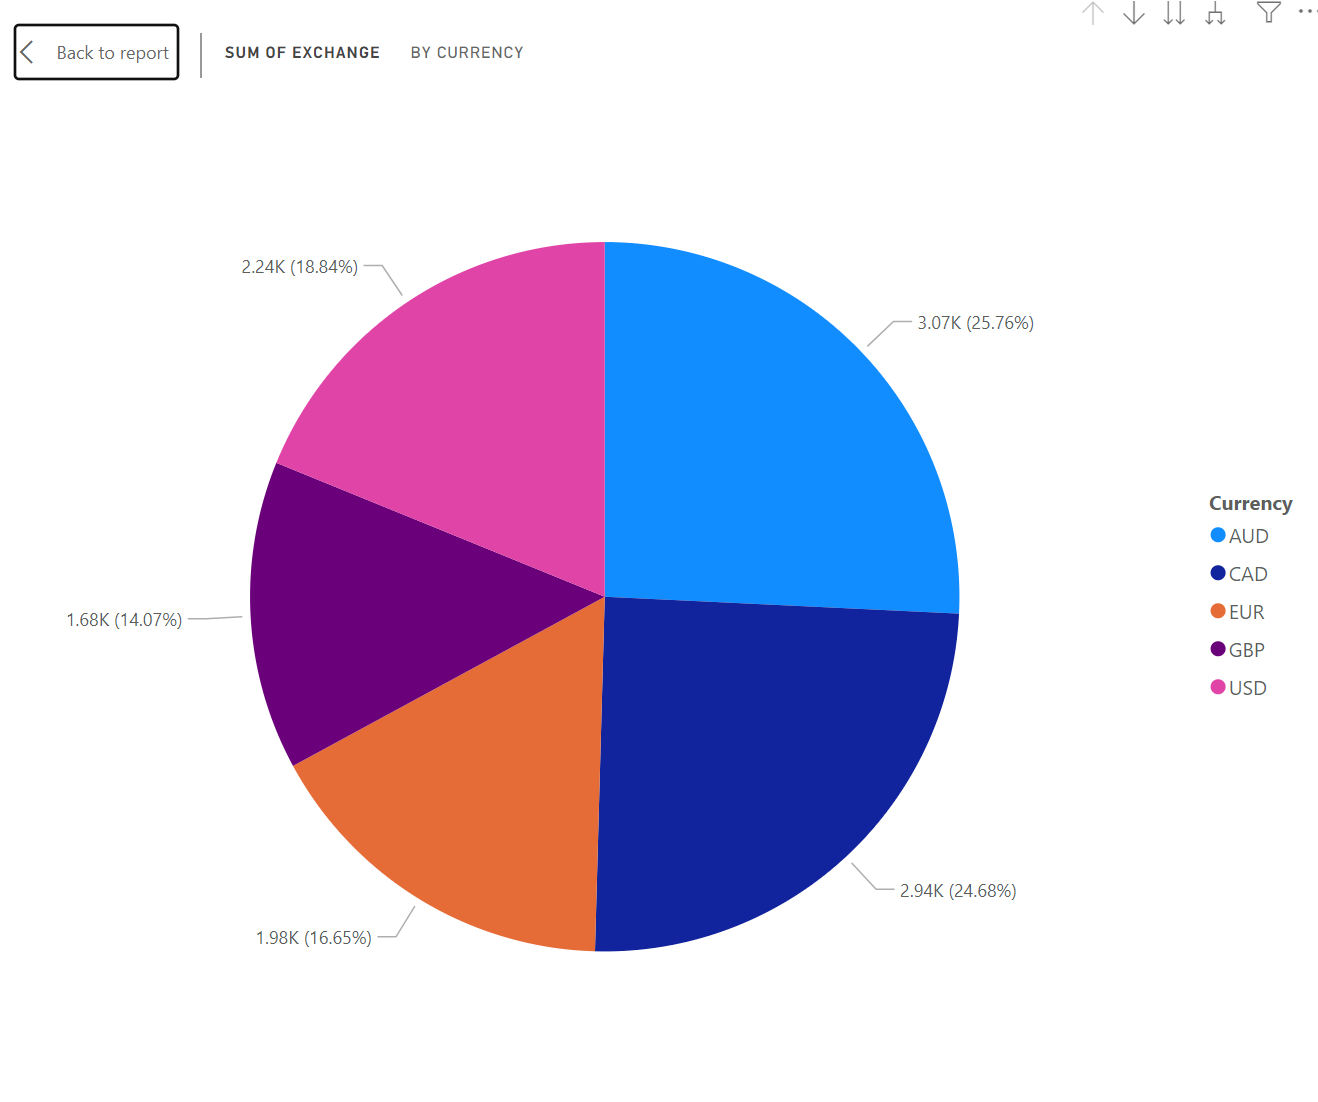 Back to report
SUM OF EXCHANGE
BY CURRENCY
2.24K (18.84%)
3.07K (25.76%)
1.68K (14.07%)
1.98K (16.65%)
2.94K (24.68%)
Currency
AUD
CAD
EUR
GBP
USD